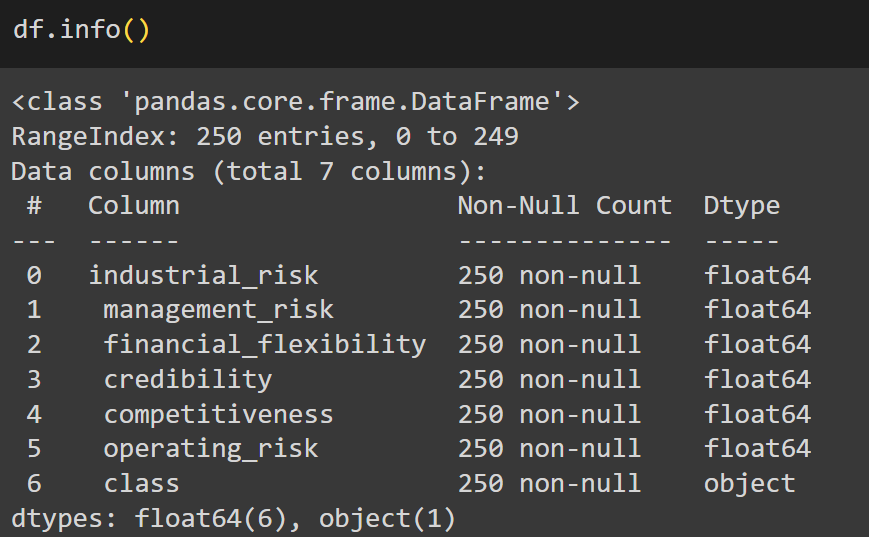 df.info()
<class 'pandas.core.frame.DataFrame'>
RangeIndex: 250 entries, 0 to 249
Data columns (total 7 columns):
 #   Column                  Non-Null Count  Dtype
---  ------                  --------------  -----
 0   industrial_risk         250 non-null    float64
 1    management_risk        250 non-null    float64
 2    financial_flexibility  250 non-null    float64
 3    credibility            250 non-null    float64
 4    competitiveness        250 non-null    float64
 5    operating_risk         250 non-null    float64
 6    class                  250 non-null    object
dtypes: float64(6), object(1)